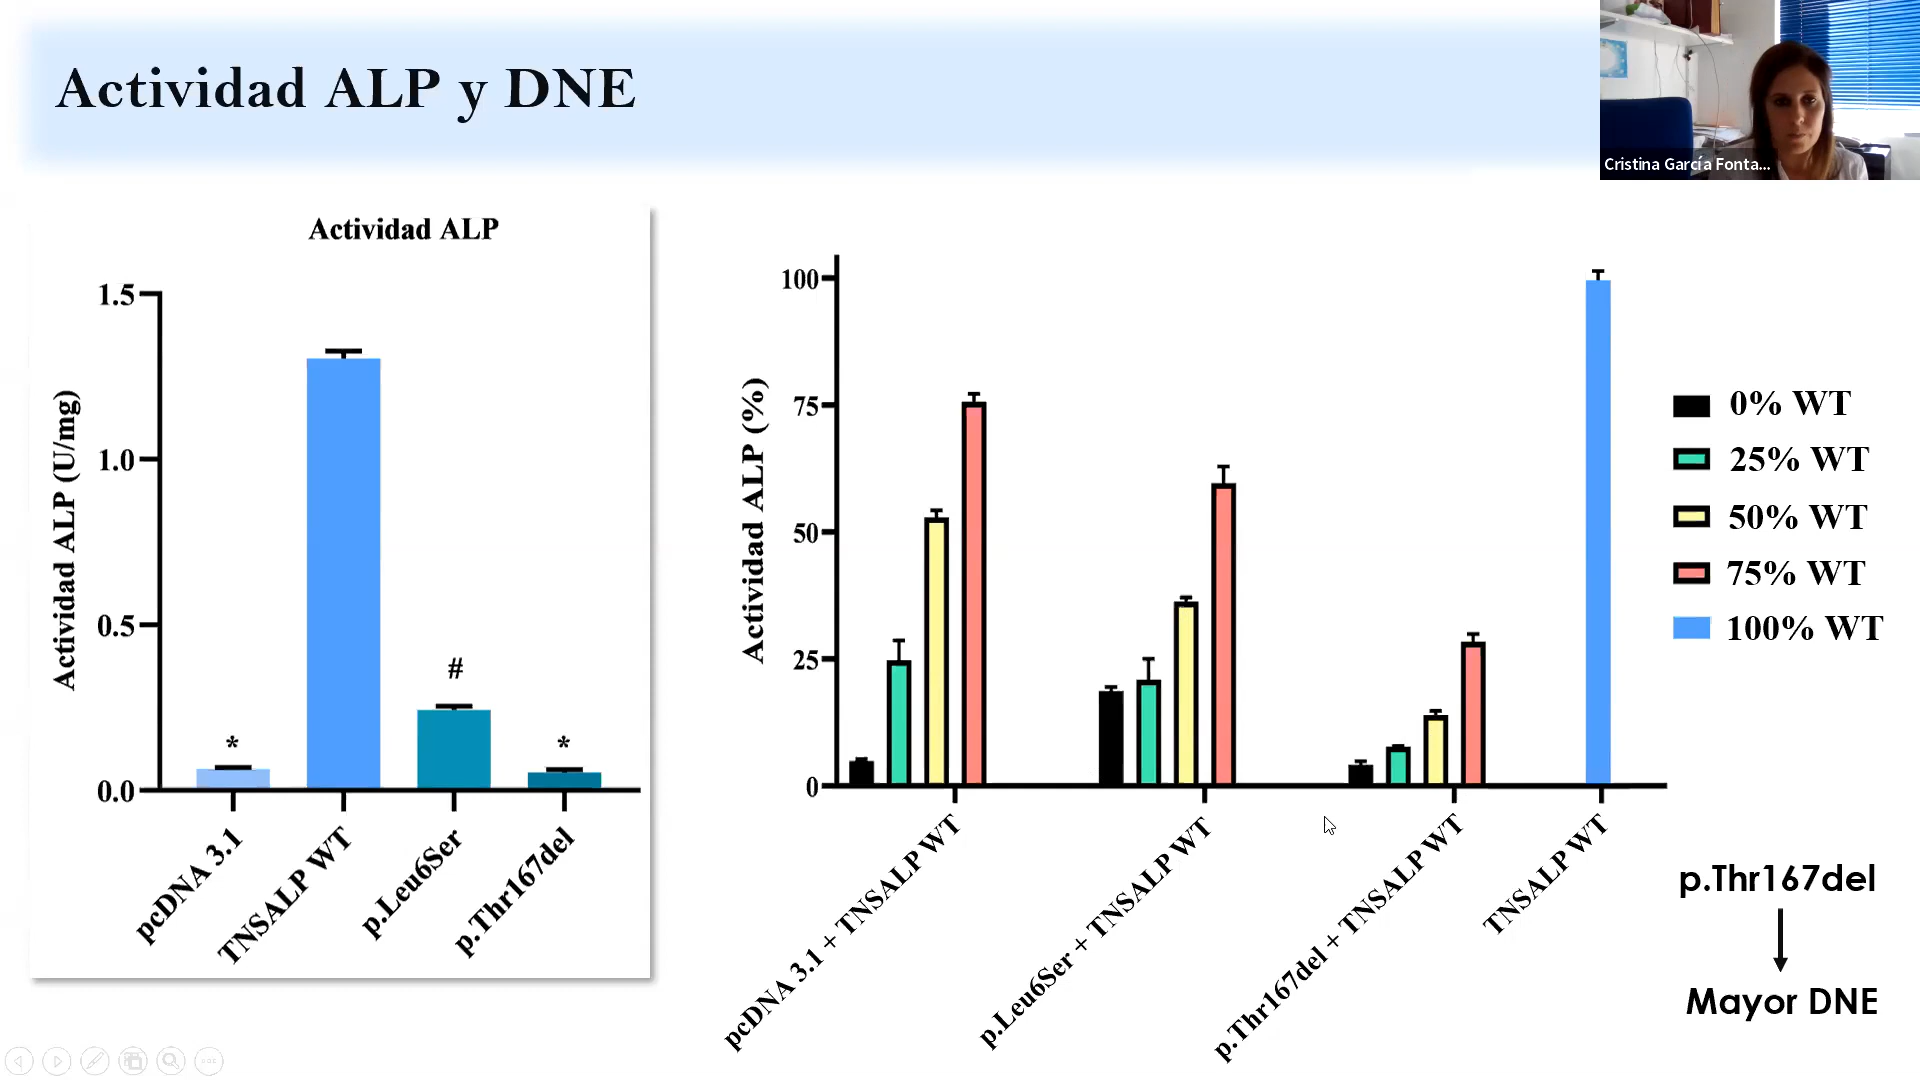 Actividad ALP y DNE
Cristina García Fonta...
Actividad ALP
Actividad ALP (U/mg)
1.5
1.0
0.5
0.0
*
#
*
pcDNA 3.1
TNSALP WT
p.Leu6Ser
p.Thr167del
Actividad ALP (%)
100
75
50
25
0
pcDNA 3.1 + TNSALP WT
p.Leu6Ser + TNSALP WT
p.Thr167del + TNSALP WT
TNSALP WT
0% WT
25% WT
50% WT
75% WT
100% WT
p.Thr167del
Mayor DNE